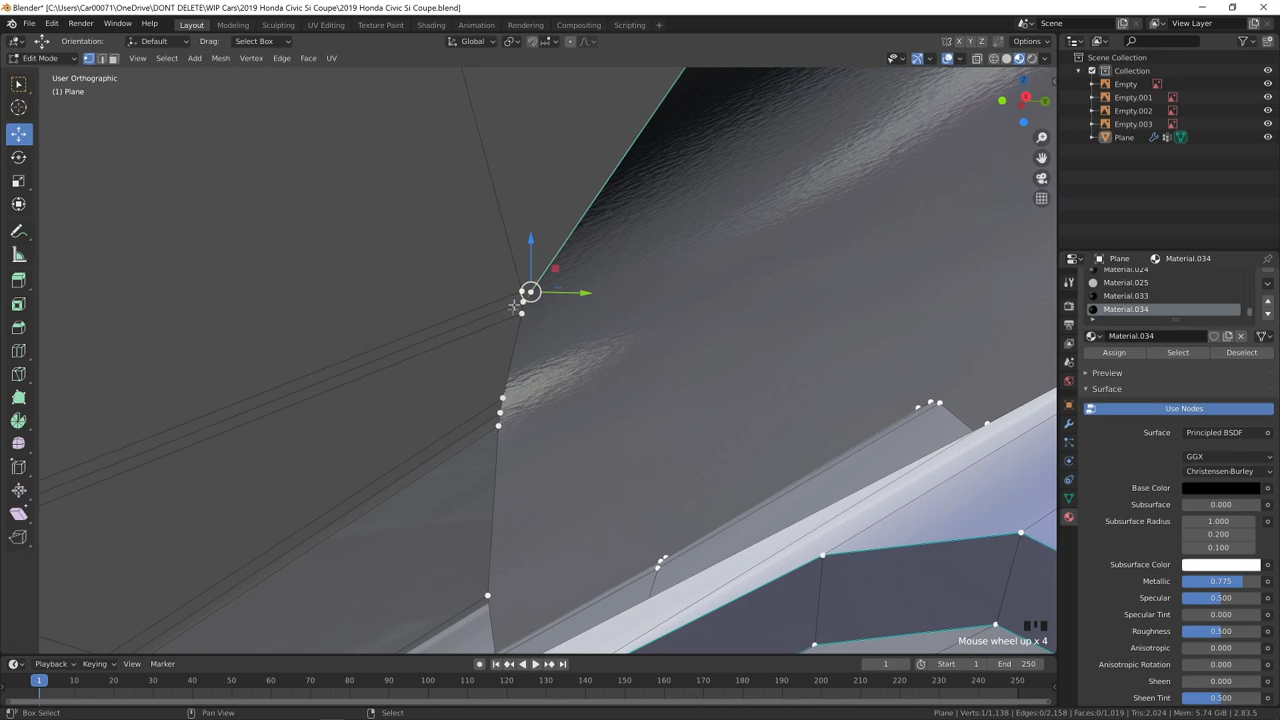 Blender* [C:\Users\Car00071\OneDrive\DONT DELETE\WIP Cars\2019 Honda Civic Si Coupe\2019 Honda Civic Si Coupe.blend]
File Edit Render Window Help Layout Modeling Sculpting UV Editing Texture Paint Shading Animation Rendering Compositing Scripting Scene View Layer
Orientation: Default Drag: Select Box Global X Y Z Options
Edit Mode View Select Add Mesh Vertex Edge Face UV
Scene Collection
Collection
Empty
Empty.001
Empty.002
Empty.003
Plane
User Orthographic
(1) Plane
Mouse wheel up x 4
Plane Material.034
Material.024
Material.025
Material.033
Material.034
Material.034
Assign Select Deselect
Preview
Surface
Use Nodes
Surface Principled BSDF
GGX
Christensen-Burley
Base Color
Subsurface 0.000
Subsurface Radius 1.000
0.200
0.100
Subsurface Color
Metallic 0.775
Specular 0.500
Specular Tint 0.000
Roughness 0.500
Anisotropic 0.000
Anisotropic Rotation 0.000
Sheen 0.000
Sheen Tint 0.500
Playback Keying View Marker 1 Start 1 End 250
1 10 20 30 40 50 60 70 80 90 100 110 120 130 140 150 160 170 180 190 200 210 220 230 240 250
Box Select Pan View Select Plane | Verts:1/1,138 | Edges:0/2,158 | Faces:0/1,019 | Tris:2,024 | Mem: 5.74 GiB | 2.83.5